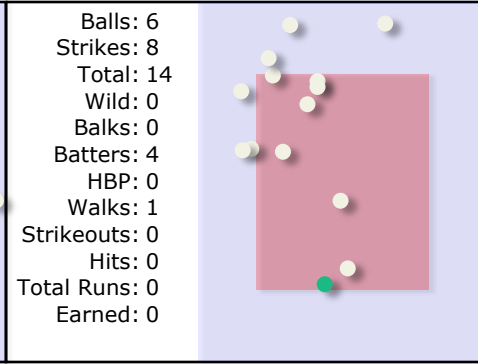 Balls: 6
Strikes: 8
Total: 14
Wild: 0
Balks: 0
Batters: 4
HBP: 0
Walks: 1
Strikeouts: 0
Hits: 0
Total Runs: 0
Earned: 0